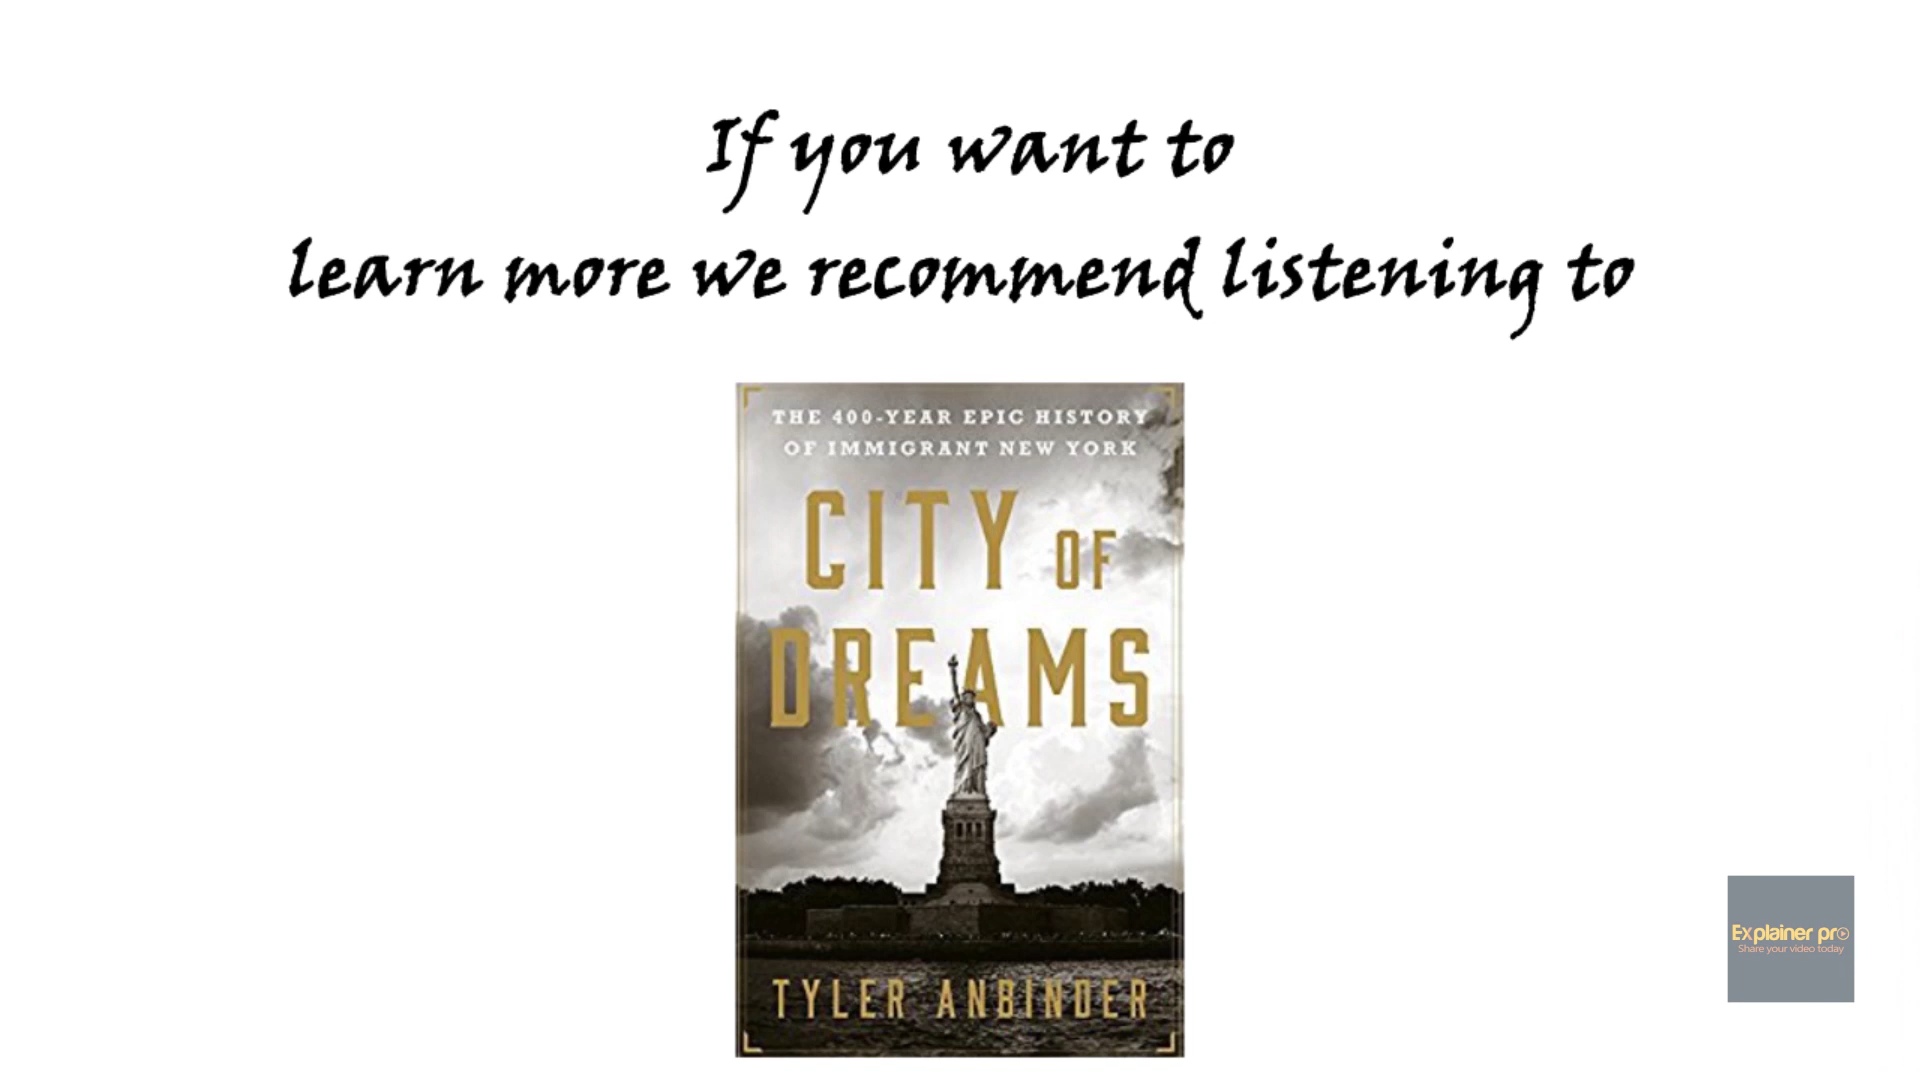 If you want to
learn more we recommend listening to
THE 400-YEAR EPIC HISTORY
OF IMMIGRANT NEW YORK
CITY OF
DREAMS
TYLER ANBINDER
Explainer pro
Share your video today